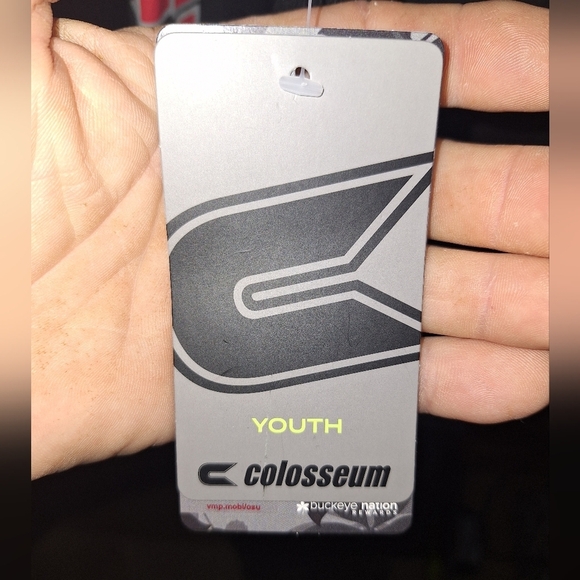 YOUTH
colosseum
vmp.mobi/osu
buckeye nation
REWARDS